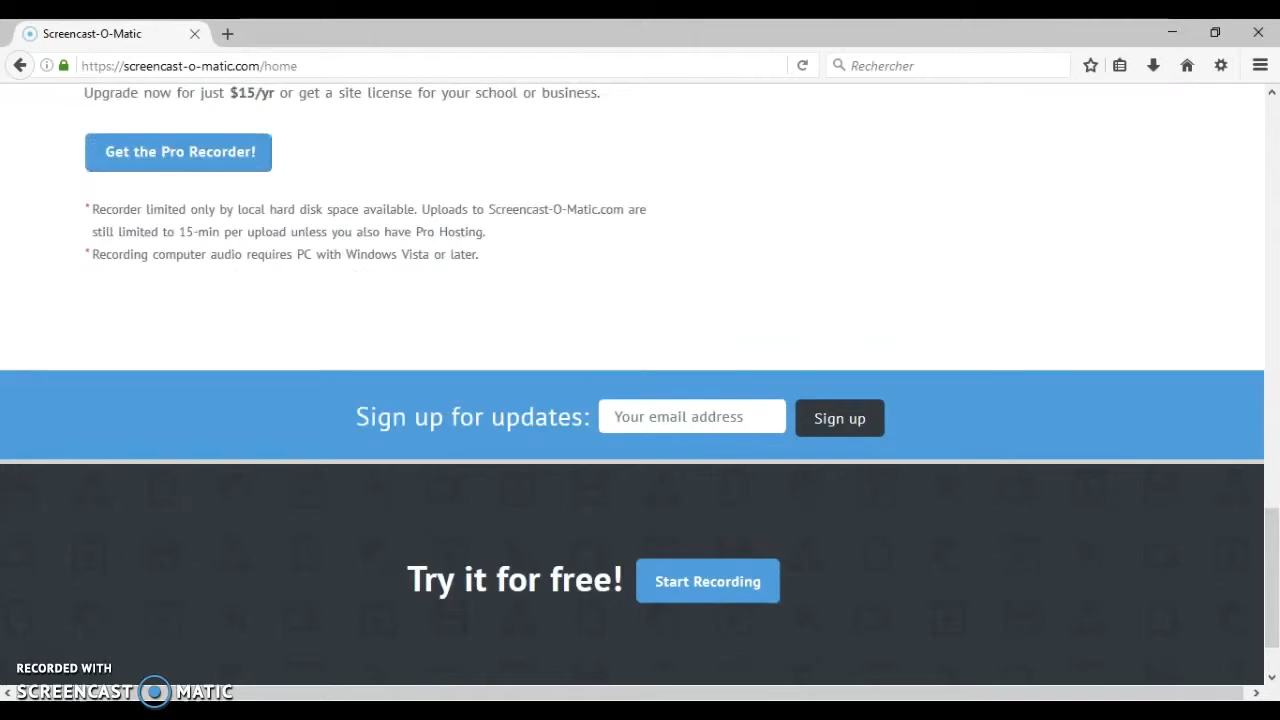 Screencast-O-Matic
https://screencast-o-matic.com/home
Rechercher
Upgrade now for just $15/yr or get a site license for your school or business.
Get the Pro Recorder!
* Recorder limited only by local hard disk space available. Uploads to Screencast-O-Matic.com are
still limited to 15-min per upload unless you also have Pro Hosting.
* Recording computer audio requires PC with Windows Vista or later.
Sign up for updates:
Your email address
Sign up
Try it for free!
Start Recording
RECORDED WITH
SCREENCAST MATIC